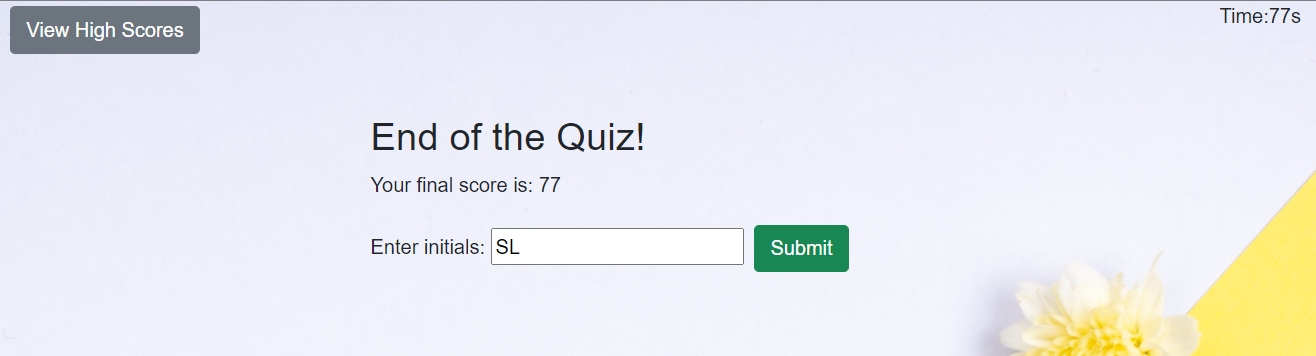 View High Scores
Time:77s
End of the Quiz!
Your final score is: 77
Enter initials: SL Submit